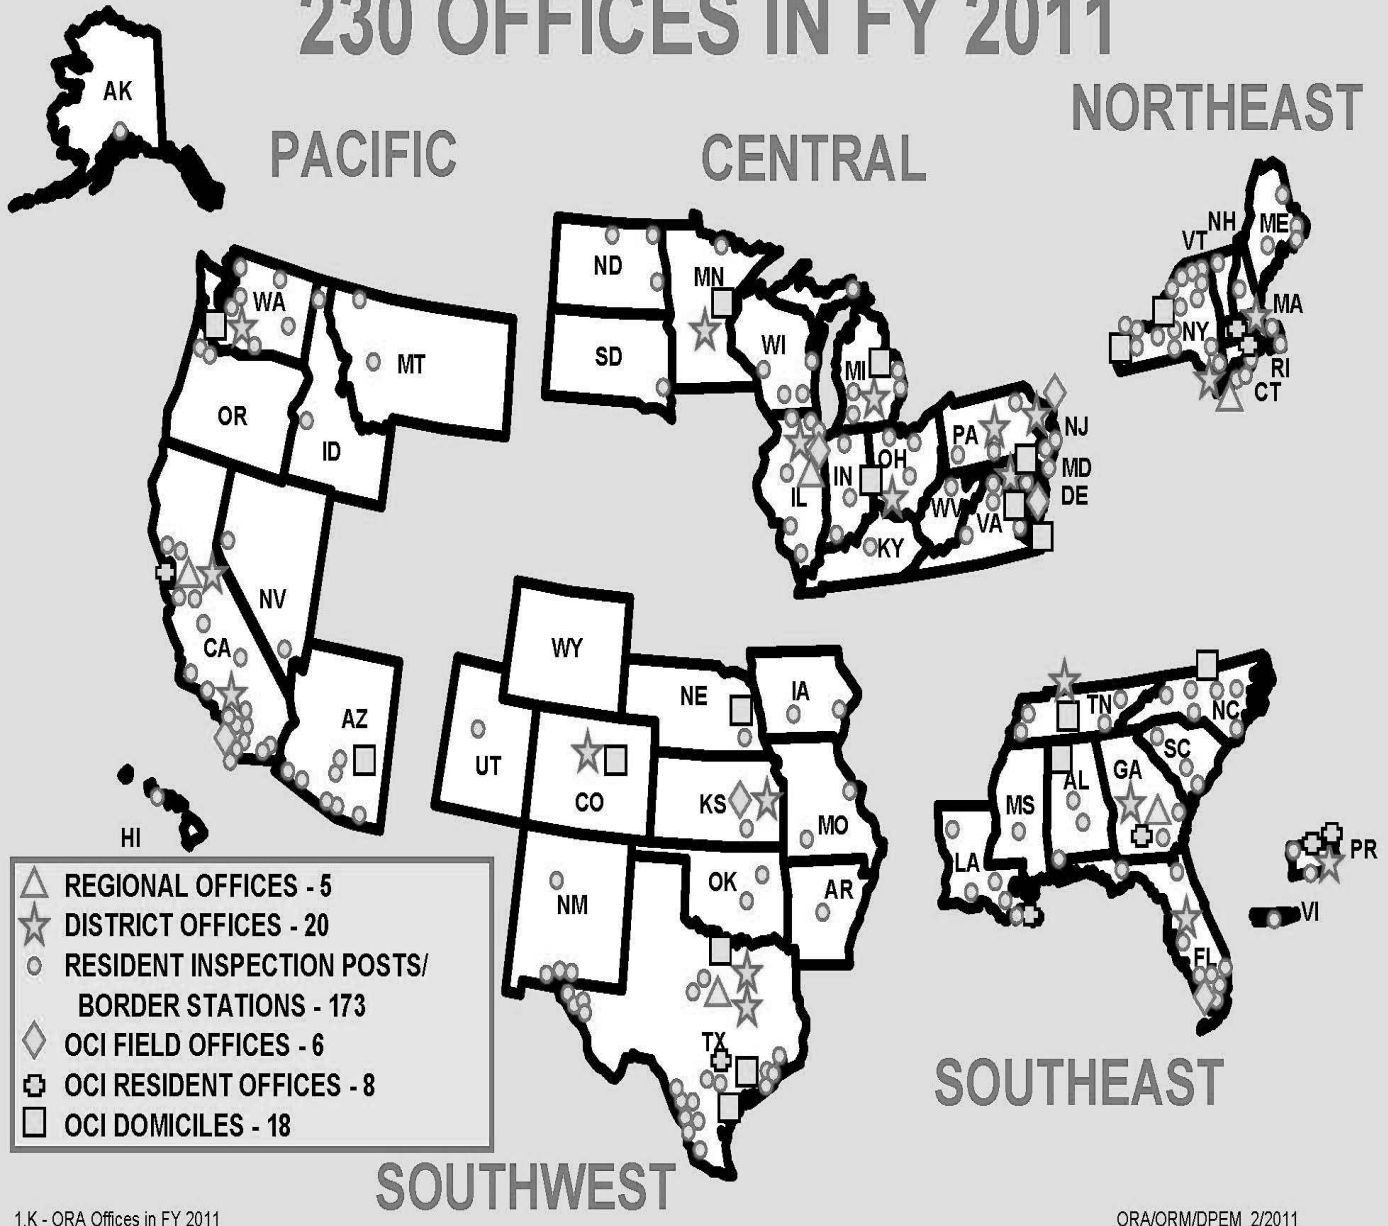 230 OFFICES IN FY 2011
NORTHEAST
PACIFIC
CENTRAL
AK
NH
VT
ME
ND
MN
WA
MA
NY
WI
SD
MT
MI
RI
CT
OR
PA
NJ
ID
OH
MD
IN
IL
DE
WV
VA
KY
NV
WY
CA
NE
IA
TN
NC
AZ
SC
UT
GA
AL
CO
KS
MS
MO
HI
PR
LA
OK
AR
NM
VI
FL
TX
REGIONAL OFFICES - 5
DISTRICT OFFICES - 20
RESIDENT INSPECTION POSTS/
BORDER STATIONS - 173
OCI FIELD OFFICES - 6
OCI RESIDENT OFFICES - 8
OCI DOMICILES - 18
SOUTHEAST
SOUTHWEST
1.K - ORA Offices in FY 2011
ORA/ORM/DPEM 2/2011